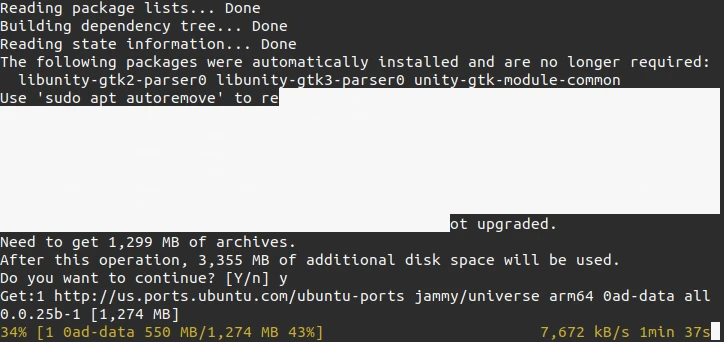 Reading package lists... Done
Building dependency tree... Done
Reading state information... Done
The following packages were automatically installed and are no longer required:
  libunity-gtk2-parser0 libunity-gtk3-parser0 unity-gtk-module-common
Use 'sudo apt autoremove' to re
ot upgraded.
Need to get 1,299 MB of archives.
After this operation, 3,355 MB of additional disk space will be used.
Do you want to continue? [Y/n] y
Get:1 http://us.ports.ubuntu.com/ubuntu-ports jammy/universe arm64 0ad-data all
0.0.25b-1 [1,274 MB]
34% [1 0ad-data 550 MB/1,274 MB 43%] 7,672 kB/s 1min 37s